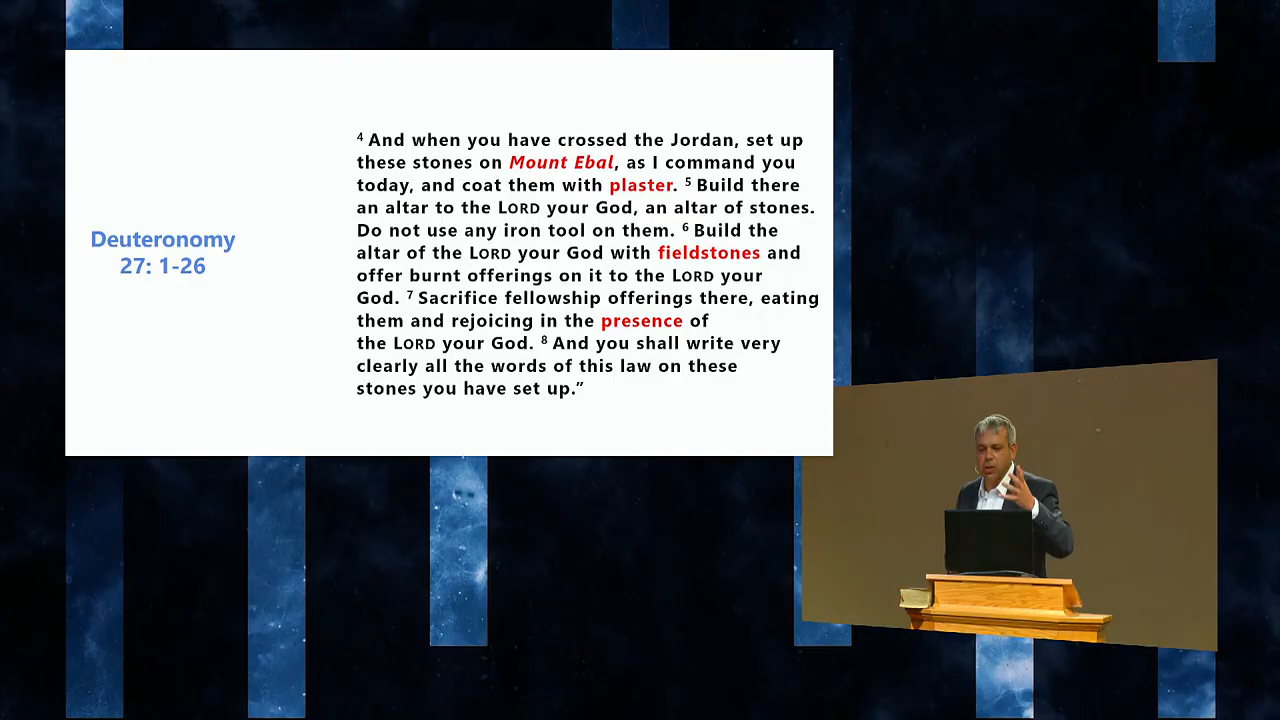 Deuteronomy
27: 1-26
⁴ And when you have crossed the Jordan, set up
these stones on Mount Ebal, as I command you
today, and coat them with plaster. ⁵ Build there
an altar to the LORD your God, an altar of stones.
Do not use any iron tool on them. ⁶ Build the
altar of the LORD your God with fieldstones and
offer burnt offerings on it to the LORD your
God. ⁷ Sacrifice fellowship offerings there, eating
them and rejoicing in the presence of
the LORD your God. ⁸ And you shall write very
clearly all the words of this law on these
stones you have set up.”